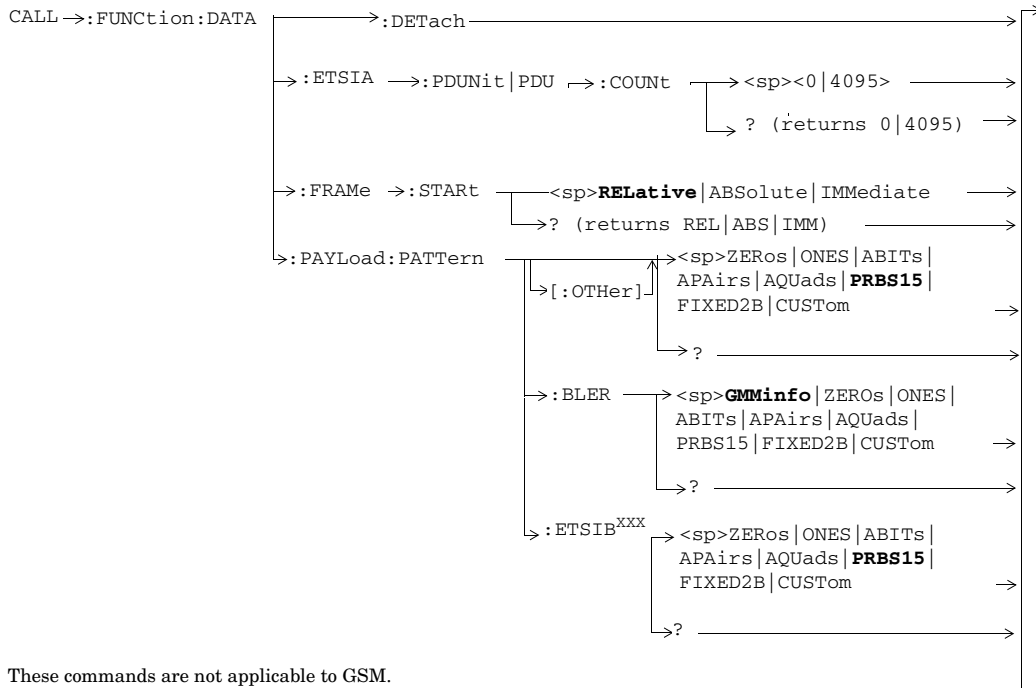 CALL :FUNCtion:DATA :DETach
:ETSIA :PDUNit|PDU :COUNt <sp><0|4095>
? (returns 0|4095)
:FRAMe :STARt <sp>RELative|ABSolute|IMMediate
? (returns REL|ABS|IMM)
:PAYLoad:PATTern <sp>ZERos|ONES|ABITs|
[:OTHer] APAirs|AQUads|PRBS15|
FIXED2B|CUSTom
?
:BLER <sp>GMMinfo|ZEROs|ONES|
ABITs|APAirs|AQUads|
PRBS15|FIXED2B|CUSTom
?
:ETSIBXXX <sp>ZERos|ONES|ABITs|
APAirs|AQUads|PRBS15|
FIXED2B|CUSTom
?
These commands are not applicable to GSM.